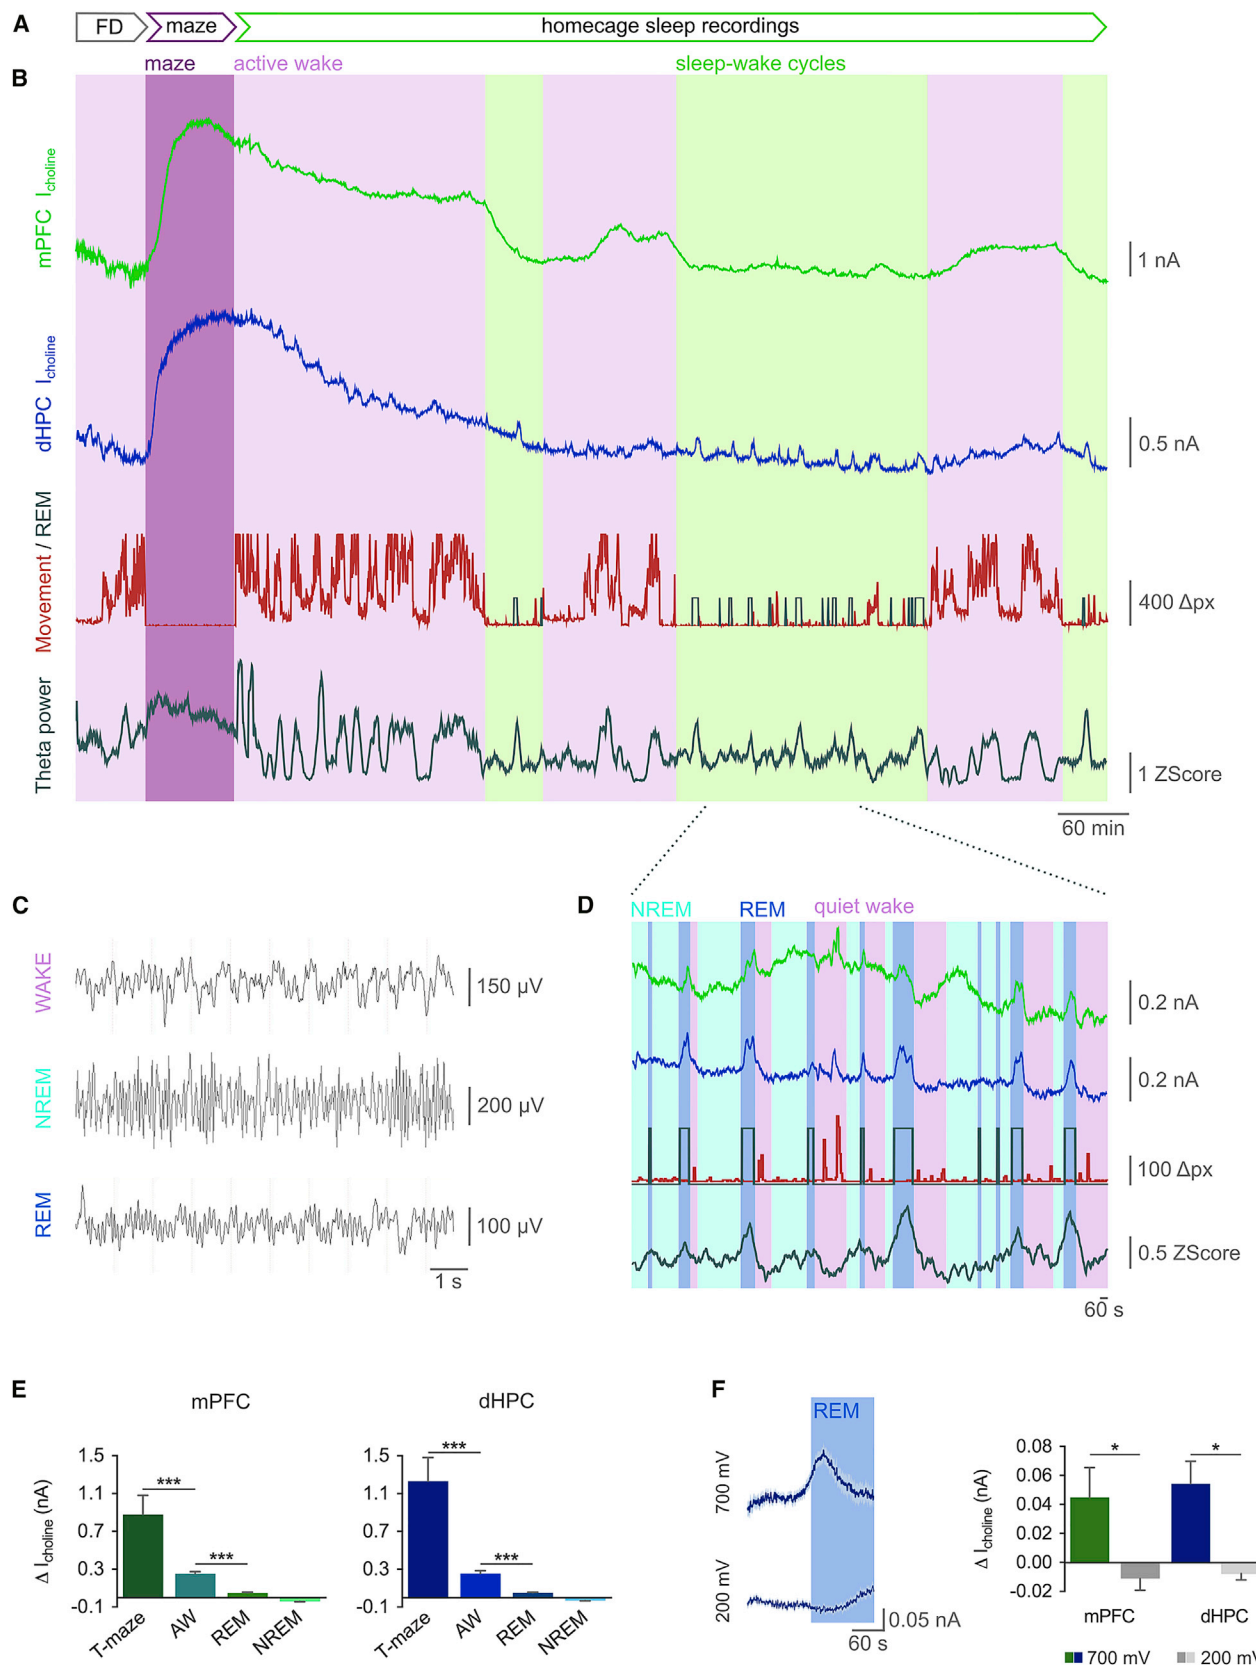 A
FD
maze
homecage sleep recordings
maze
active wake
sleep-wake cycles
B
mPFC Icholine
1 nA
dHPC Icholine
0.5 nA
Movement / REM
400 Δpx
Theta power
1 ZScore
60 min
C
WAKE
150 µV
NREM
200 µV
REM
100 µV
1 s
D
NREM
REM
quiet wake
0.2 nA
0.2 nA
100 Δpx
0.5 ZScore
60 s
E
mPFC
dHPC
Δ Icholine (nA)
1.5
1.1
0.7
0.3
-0.1
***
***
T-maze
AW
REM
NREM
1.5
1.1
0.7
0.3
-0.1
***
***
T-maze
AW
REM
NREM
F
REM
700 mV
200 mV
0.05 nA
60 s
Δ Icholine (nA)
0.08
0.06
0.04
0.02
0.00
-0.02
*
*
mPFC
dHPC
700 mV
200 m